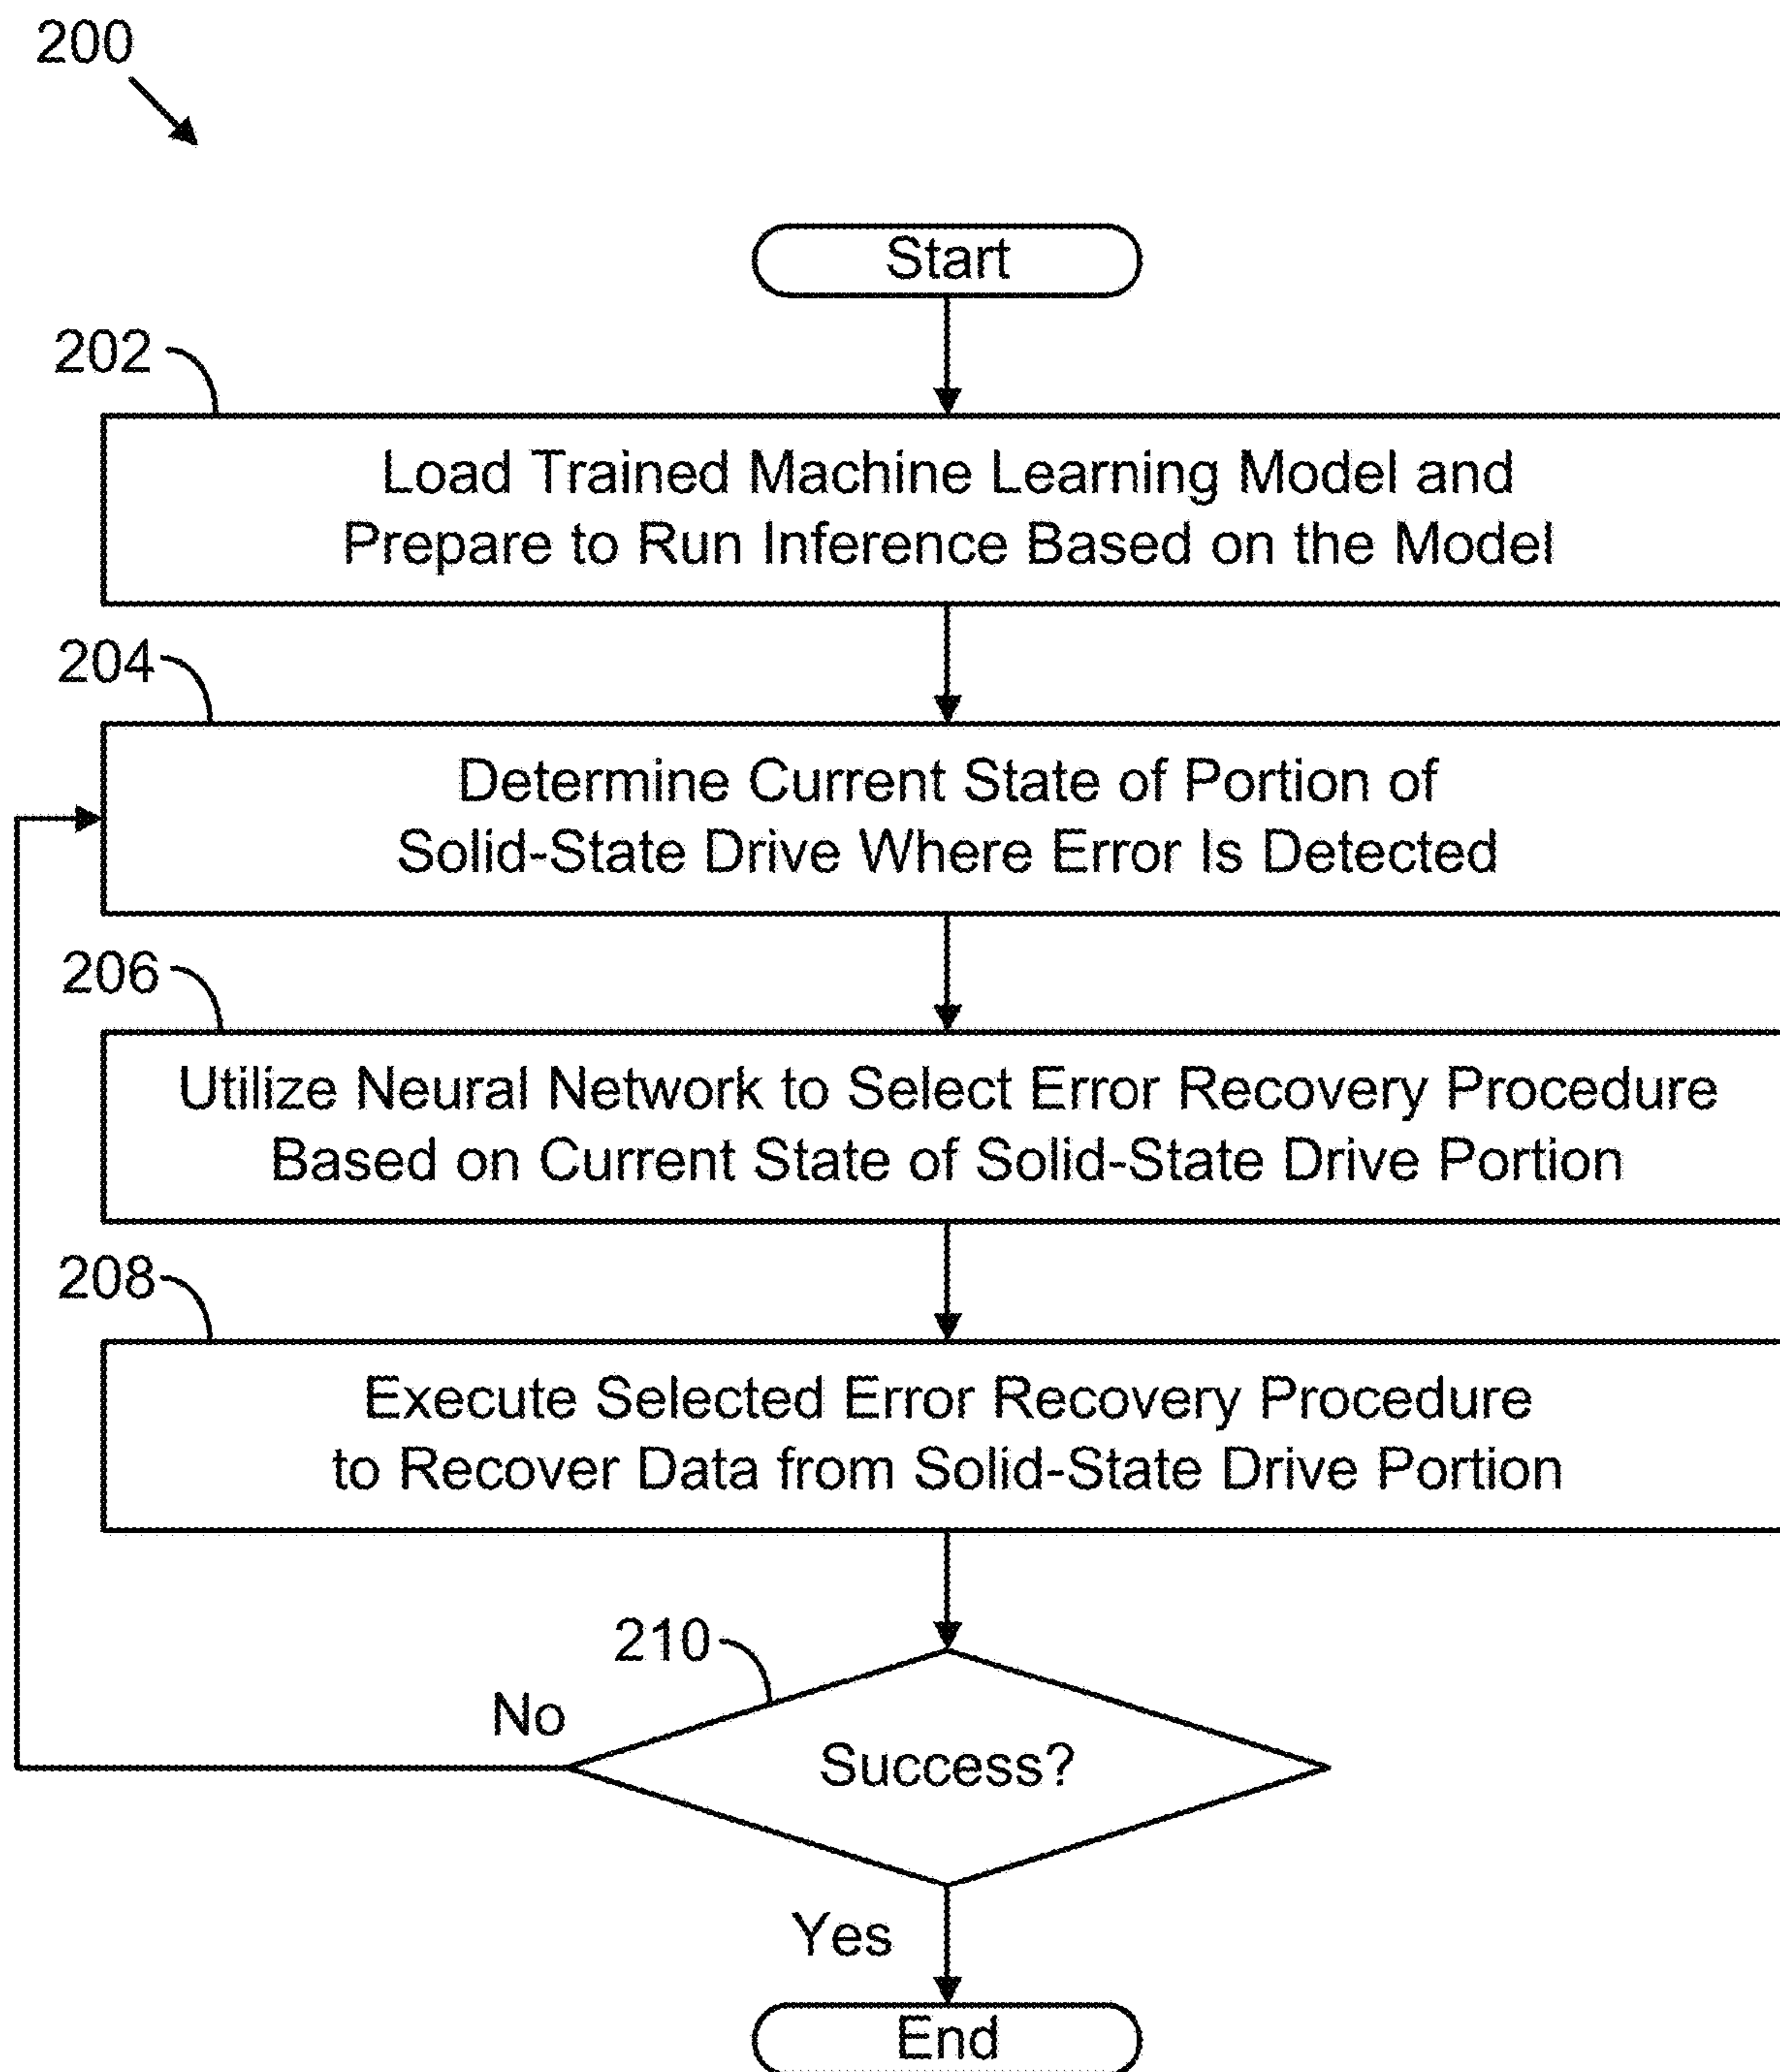 200
Start
202
Load Trained Machine Learning Model and
Prepare to Run Inference Based on the Model
204
Determine Current State of Portion of
Solid-State Drive Where Error Is Detected
206
Utilize Neural Network to Select Error Recovery Procedure
Based on Current State of Solid-State Drive Portion
208
Execute Selected Error Recovery Procedure
to Recover Data from Solid-State Drive Portion
210
No
Success?
Yes
End